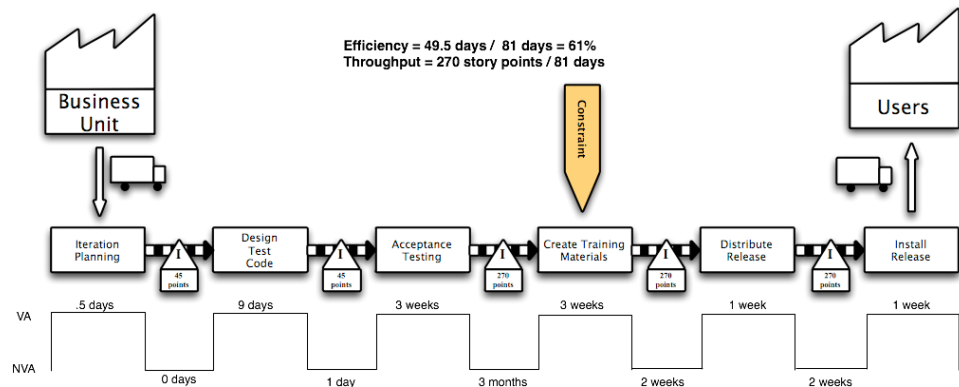 Efficiency = 49.5 days / 81 days = 61%
Throughput = 270 story points / 81 days
Business
Unit
Constraint
Users
Iteration
Planning
I
45
points
Design
Test
Code
I
45
points
Acceptance
Testing
I
270
points
Create Training
Materials
I
270
points
Distribute
Release
I
270
points
Install
Release
VA
.5 days
9 days
3 weeks
3 weeks
1 week
1 week
NVA
0 days
1 day
3 months
2 weeks
2 weeks